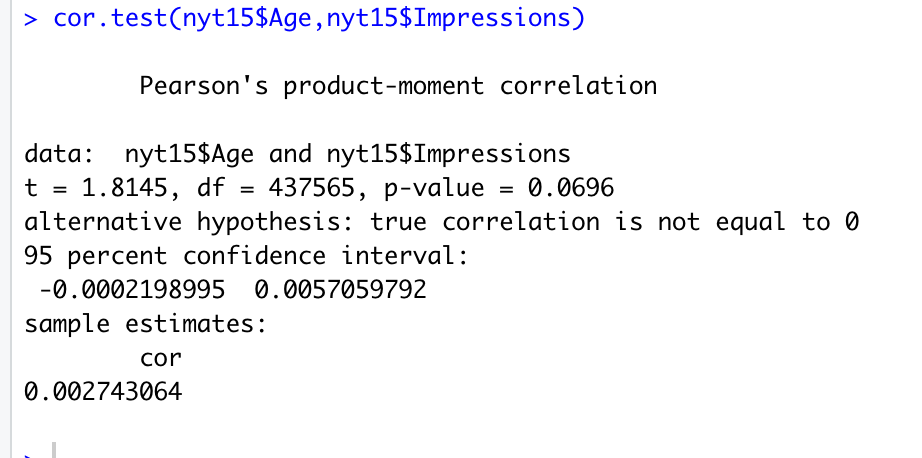 > cor.test(nyt15$Age,nyt15$Impressions)
Pearson's product-moment correlation
data:  nyt15$Age and nyt15$Impressions
t = 1.8145, df = 437565, p-value = 0.0696
alternative hypothesis: true correlation is not equal to 0
95 percent confidence interval:
-0.0002198995  0.0057059792
sample estimates:
cor
0.002743064
>